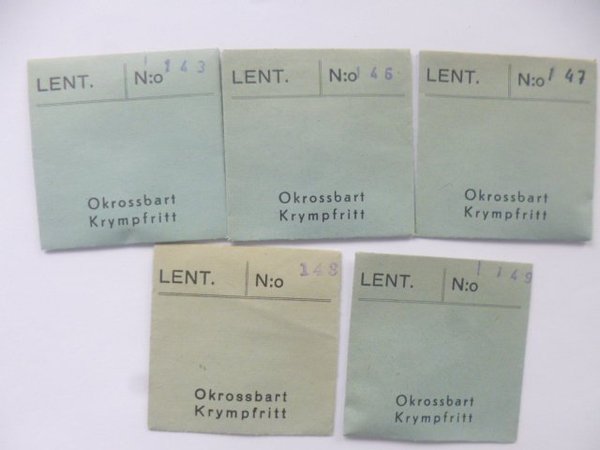 LENT. N:o 143
Okrossbart
Krympfritt
LENT. N:o 146
Okrossbart
Krympfritt
LENT. N:o 147
Okrossbart
Krympfritt
LENT. N:o 148
Okrossbart
Krympfritt
LENT. N:o 149
Okrossbart
Krympfritt